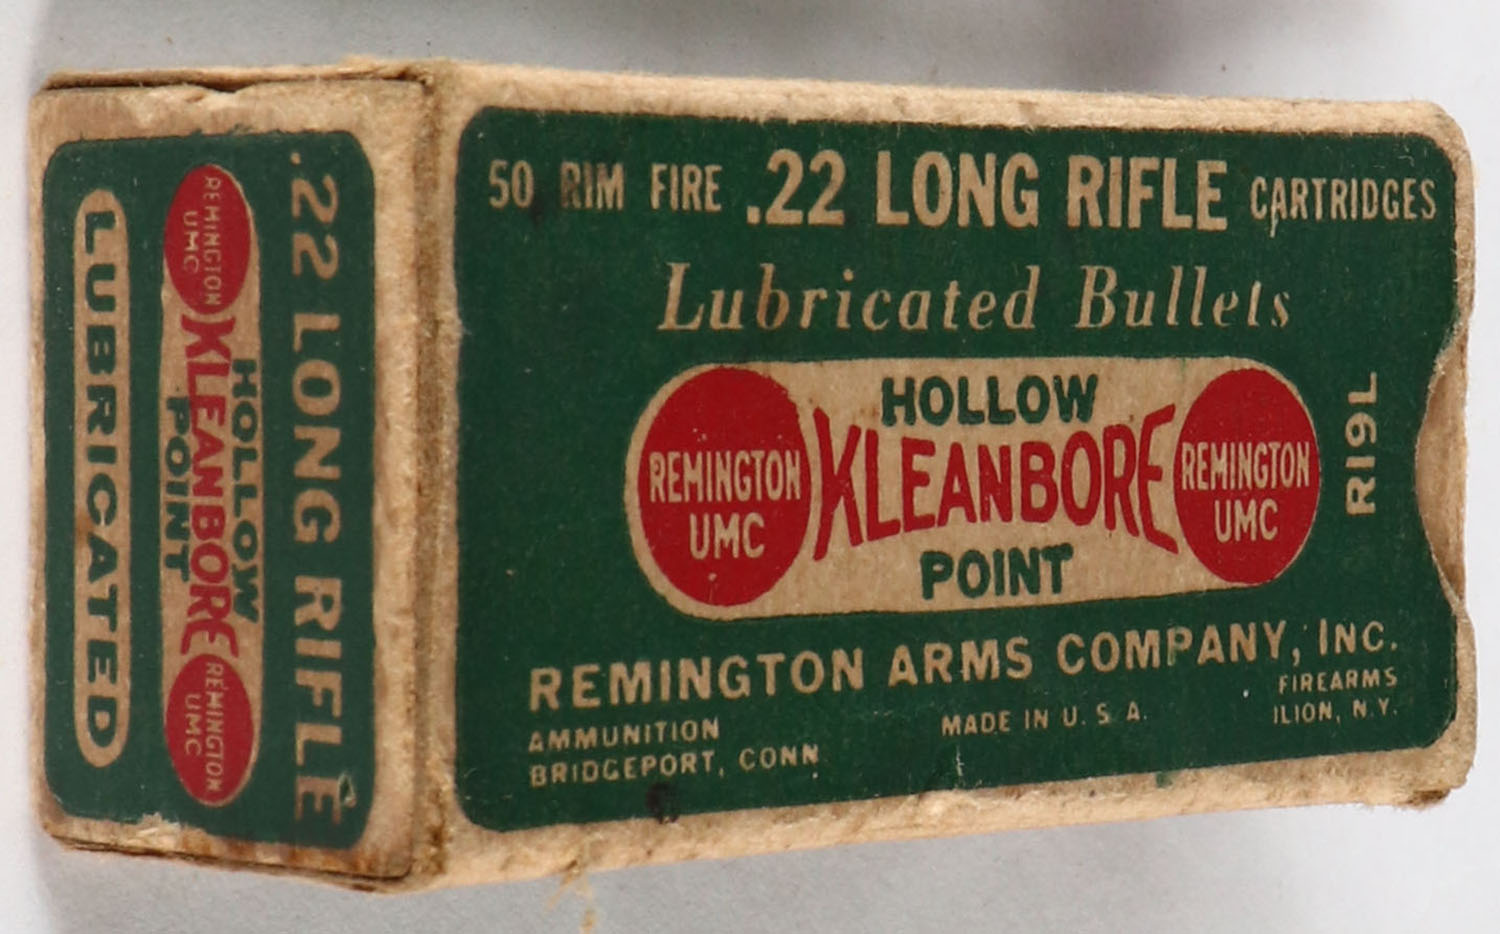 .22 LONG RIFLE
REMINGTON
UMC
HOLLOW
KLEANBORE
POINT
REMINGTON
UMC
LUBRICATED
50 RIM FIRE .22 LONG RIFLE CARTRIDGES
Lubricated Bullets
HOLLOW
REMINGTON
UMC
KLEANBORE
REMINGTON
UMC
POINT
R19L
REMINGTON ARMS COMPANY, INC.
AMMUNITION
BRIDGEPORT, CONN
MADE IN U. S A.
FIREARMS
ILION, N. Y.